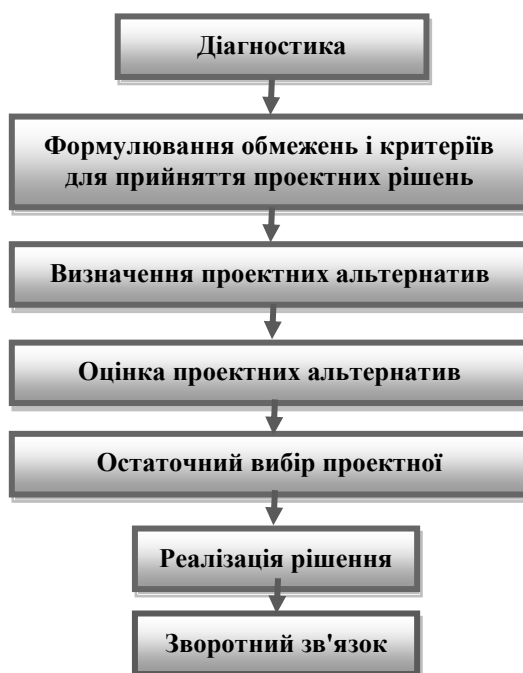 Діагностика
Формулювання обмежень і критеріїв
для прийняття проектних рішень
Визначення проектних альтернатив
Оцінка проектних альтернатив
Остаточний вибір проектної
Реалізація рішення
Зворотний зв'язок